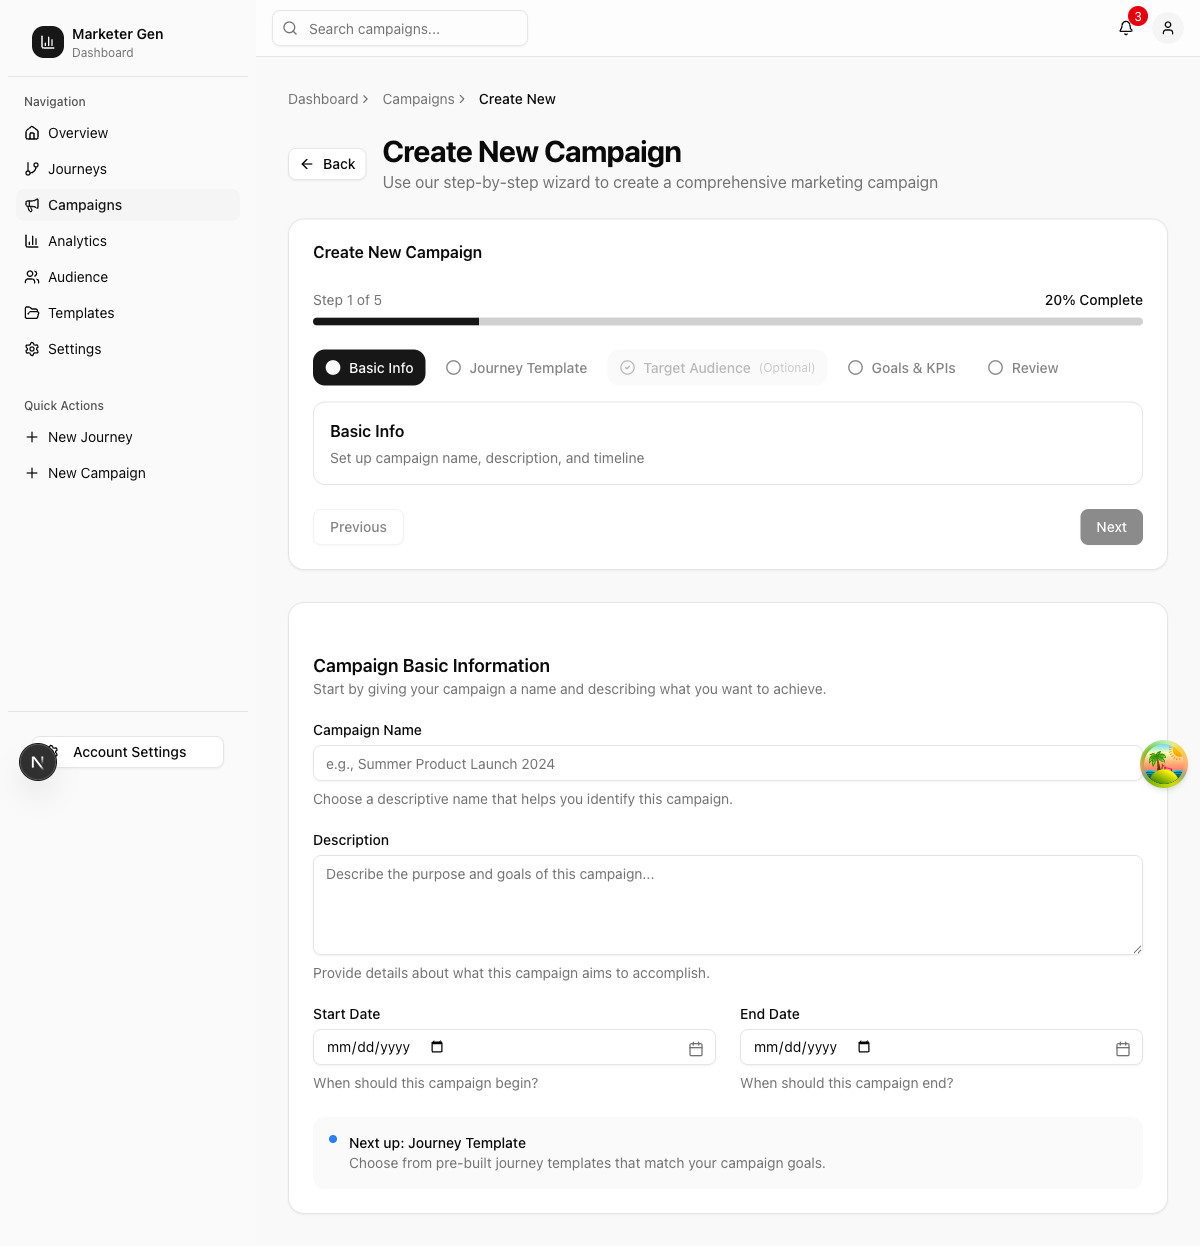 Marketer Gen
Dashboard
Search campaigns...
3
Navigation
Overview
Journeys
Campaigns
Analytics
Audience
Templates
Settings
Quick Actions
New Journey
New Campaign
Account Settings
N
Dashboard
Campaigns
Create New
Back
Create New Campaign
Use our step-by-step wizard to create a comprehensive marketing campaign
Create New Campaign
Step 1 of 5
20% Complete
Basic Info
Journey Template
Target Audience (Optional)
Goals & KPIs
Review
Basic Info
Set up campaign name, description, and timeline
Previous
Next
Campaign Basic Information
Start by giving your campaign a name and describing what you want to achieve.
Campaign Name
e.g., Summer Product Launch 2024
Choose a descriptive name that helps you identify this campaign.
Description
Describe the purpose and goals of this campaign...
Provide details about what this campaign aims to accomplish.
Start Date
mm/dd/yyyy
When should this campaign begin?
End Date
mm/dd/yyyy
When should this campaign end?
Next up: Journey Template
Choose from pre-built journey templates that match your campaign goals.